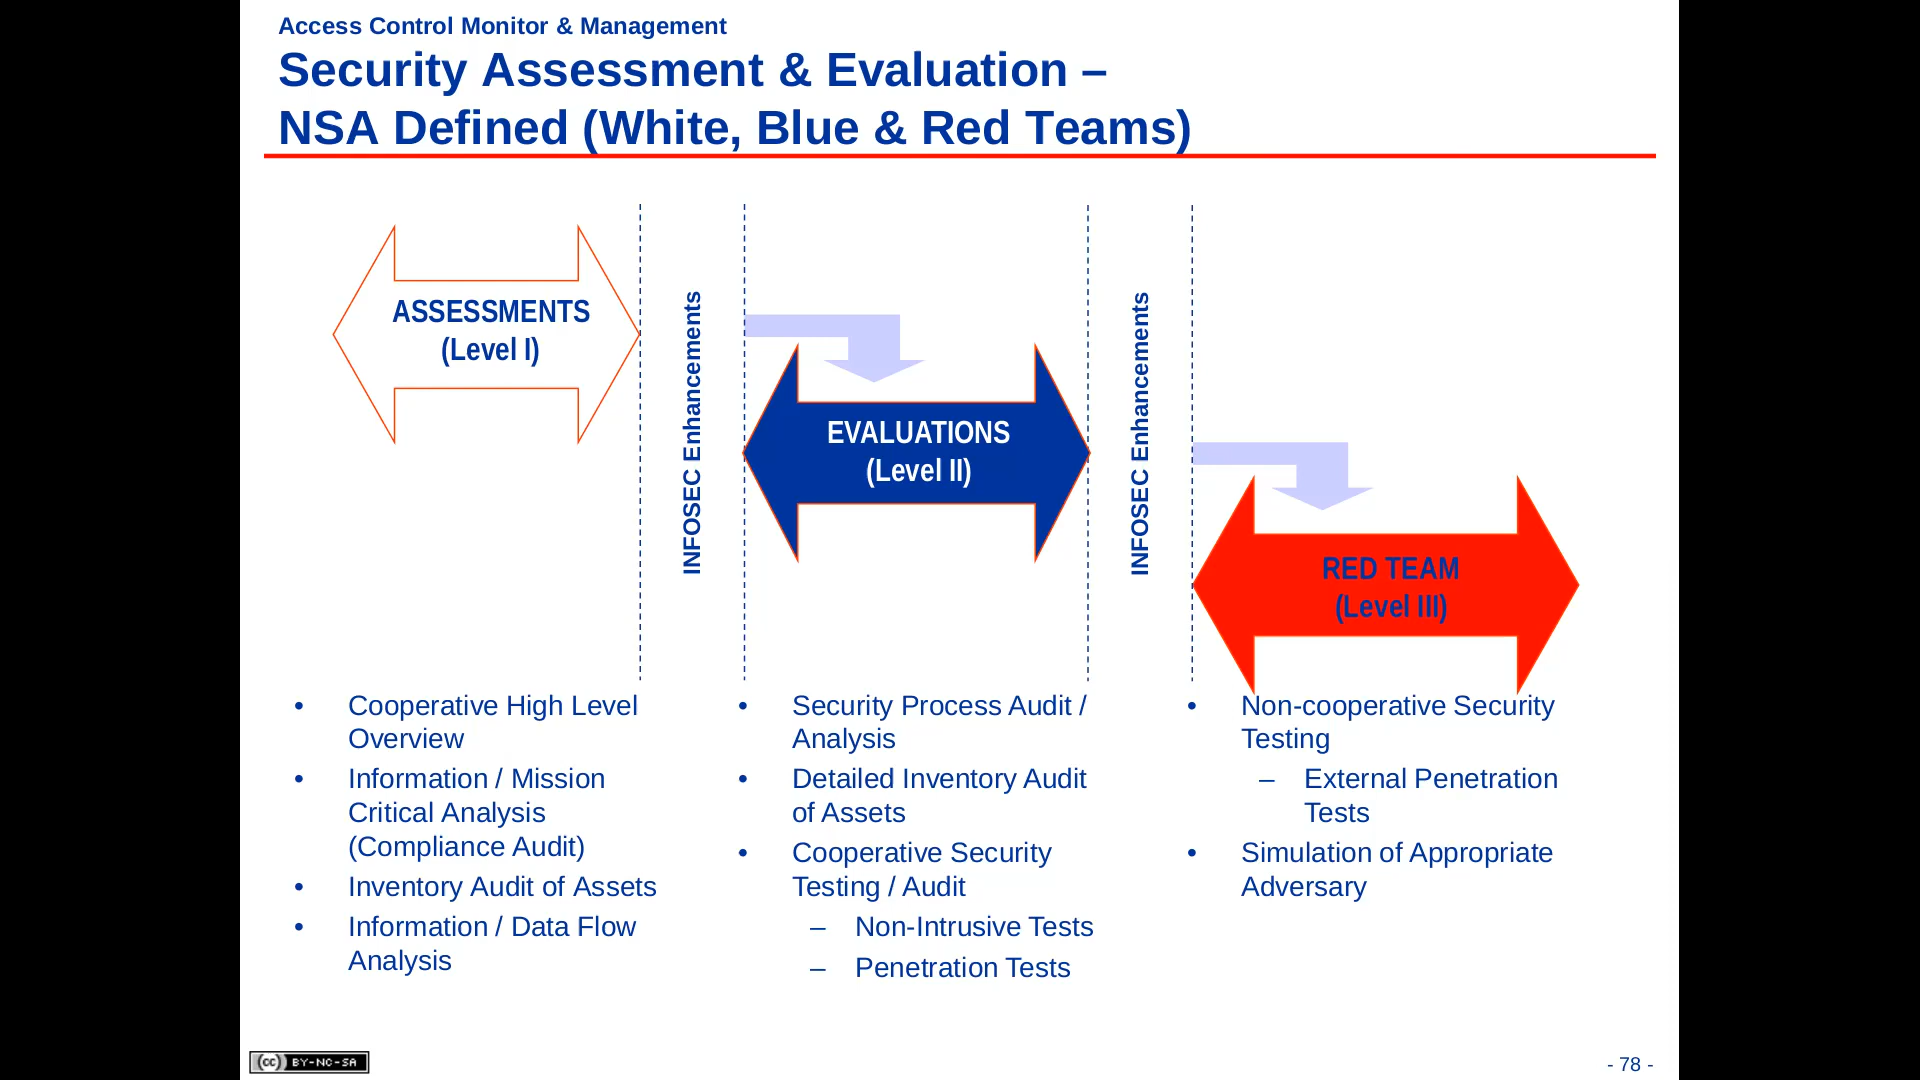 Access Control Monitor & Management
Security Assessment & Evaluation –
NSA Defined (White, Blue & Red Teams)
ASSESSMENTS
(Level I)
INFOSEC Enhancements
EVALUATIONS
(Level II)
INFOSEC Enhancements
RED TEAM
(Level III)
• Cooperative High Level
Overview
• Information / Mission
Critical Analysis
(Compliance Audit)
• Inventory Audit of Assets
• Information / Data Flow
Analysis
• Security Process Audit /
Analysis
• Detailed Inventory Audit
of Assets
• Cooperative Security
Testing / Audit
– Non-Intrusive Tests
– Penetration Tests
• Non-cooperative Security
Testing
– External Penetration
Tests
• Simulation of Appropriate
Adversary
(cc) BY-NC-SA
- 78 -